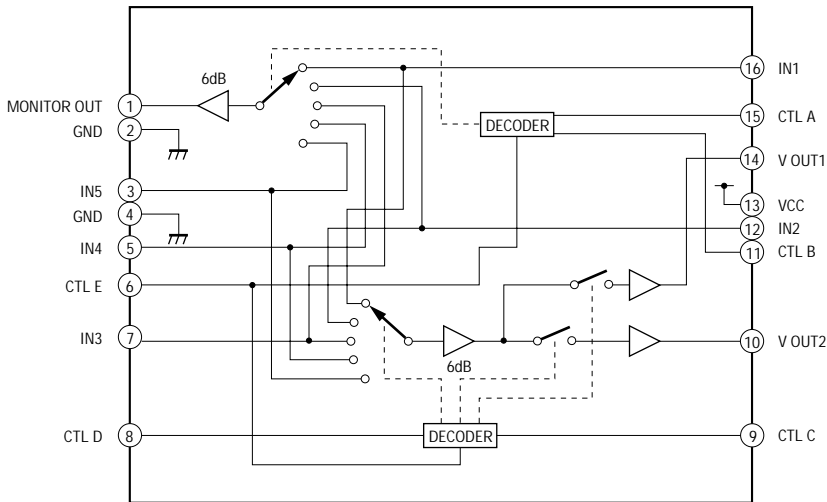 6dB
16 IN1
MONITOR OUT 1
GND 2
DECODER
15 CTL A
14 V OUT1
IN5 3
13 VCC
GND 4
12 IN2
IN4 5
11 CTL B
CTL E 6
IN3 7
10 V OUT2
6dB
CTL D 8
DECODER
9 CTL C